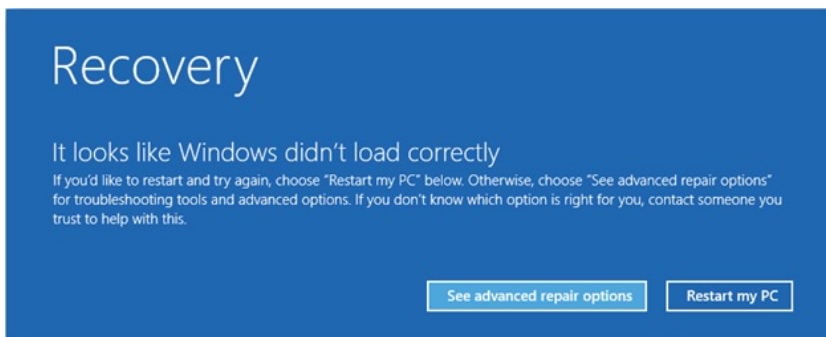 Recovery
It looks like Windows didn't load correctly
If you'd like to restart and try again, choose "Restart my PC" below. Otherwise, choose "See advanced repair options"
for troubleshooting tools and advanced options. If you don't know which option is right for you, contact someone you
trust to help with this.
See advanced repair options
Restart my PC